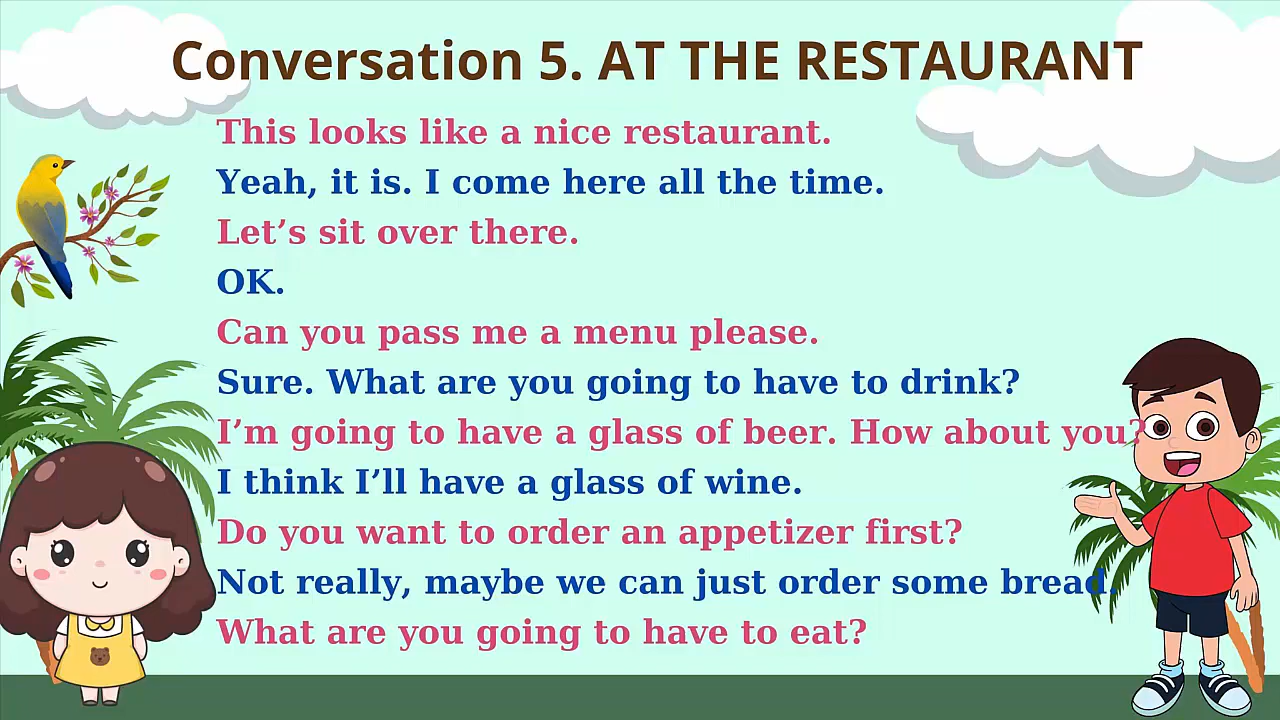 Conversation 5. AT THE RESTAURANT
This looks like a nice restaurant.
Yeah, it is. I come here all the time.
Let’s sit over there.
OK.
Can you pass me a menu please.
Sure. What are you going to have to drink?
I’m going to have a glass of beer. How about you?
I think I’ll have a glass of wine.
Do you want to order an appetizer first?
Not really, maybe we can just order some bread.
What are you going to have to eat?